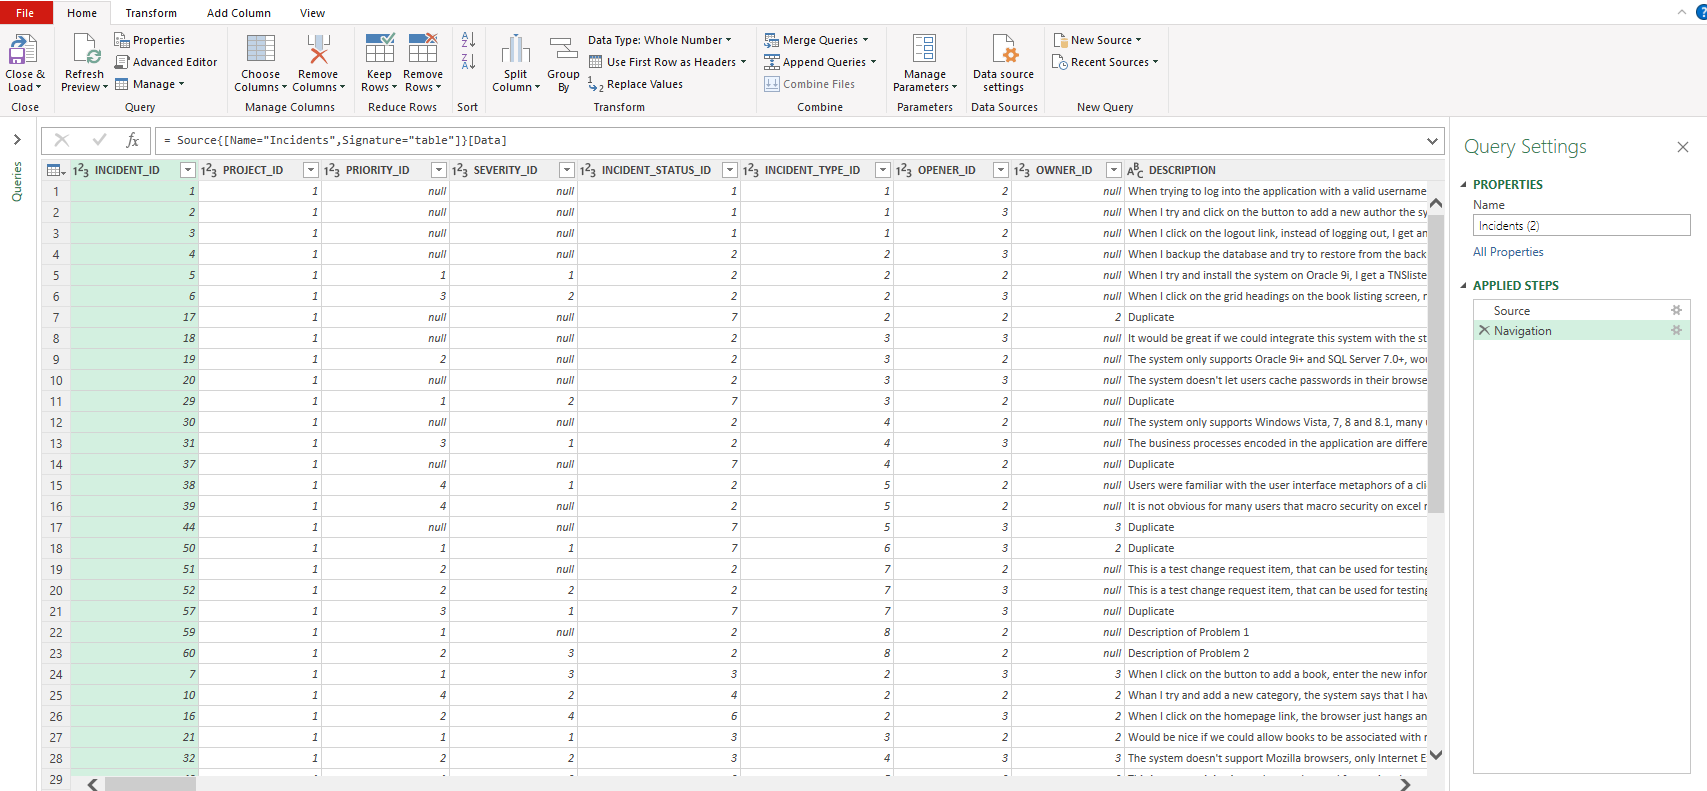 File Home Transform Add Column View
Close & Load Refresh Preview Properties Advanced Editor Manage Choose Columns Remove Columns Keep Rows Remove Rows Split Column Group By Data Type: Whole Number Use First Row as Headers Replace Values Merge Queries Append Queries Combine Files Manage Parameters Data source settings New Source Recent Sources
Close Query Manage Columns Reduce Rows Sort Transform Combine Parameters Data Sources New Query
Queries
fx = Source{[Name="Incidents",Signature="table"]}[Data]
INCIDENT_ID PROJECT_ID PRIORITY_ID SEVERITY_ID INCIDENT_STATUS_ID INCIDENT_TYPE_ID OPENER_ID OWNER_ID DESCRIPTION
1 1 1 null null 1 1 2 null When trying to log into the application with a valid username
2 2 1 null null 1 1 3 null When I try and click on the button to add a new author the sy
3 3 1 null null 1 1 2 null When I click on the logout link, instead of logging out, I get an
4 4 1 null null 2 2 3 null When I backup the database and try to restore from the back
5 5 1 1 1 2 2 2 null When I try and install the system on Oracle 9i, I get a TNSliste
6 6 1 3 2 2 2 3 null When I click on the grid headings on the book listing screen, r
7 17 1 null null 7 2 2 2 Duplicate
8 18 1 null null 2 3 3 null It would be great if we could integrate this system with the st
9 19 1 2 null 2 3 2 null The system only supports Oracle 9i+ and SQL Server 7.0+, wou
10 20 1 null null 2 3 3 null The system doesn't let users cache passwords in their browse
11 29 1 1 2 7 3 2 null Duplicate
12 30 1 null null 2 4 2 null The system only supports Windows Vista, 7, 8 and 8.1, many
13 31 1 3 1 2 4 3 null The business processes encoded in the application are differe
14 37 1 null null 7 4 2 null Duplicate
15 38 1 4 1 2 5 2 null Users were familiar with the user interface metaphors of a cli
16 39 1 4 null 2 5 2 null It is not obvious for many users that macro security on excel
17 44 1 null null 7 5 3 3 Duplicate
18 50 1 1 1 7 6 3 2 Duplicate
19 51 1 2 null 2 7 2 null This is a test change request item, that can be used for testing
20 52 1 2 2 2 7 3 null This is a test change request item, that can be used for testing
21 57 1 3 1 7 7 3 null Duplicate
22 59 1 1 null 2 8 2 null Description of Problem 1
23 60 1 2 3 2 8 2 null Description of Problem 2
24 7 1 1 3 3 2 3 3 When I click on the button to add a book, enter the new infor
25 10 1 4 2 4 2 2 2 Whan I try and add a new category, the system says that I hav
26 16 1 2 4 6 2 3 2 When I click on the homepage link, the browser just hangs an
27 21 1 1 1 3 3 2 2 Would be nice if we could allow books to be associated with
28 32 1 2 2 3 4 3 3 The system doesn't support Mozilla browsers, only Internet E
29
Query Settings
PROPERTIES
Name
Incidents (2)
All Properties
APPLIED STEPS
Source
Navigation